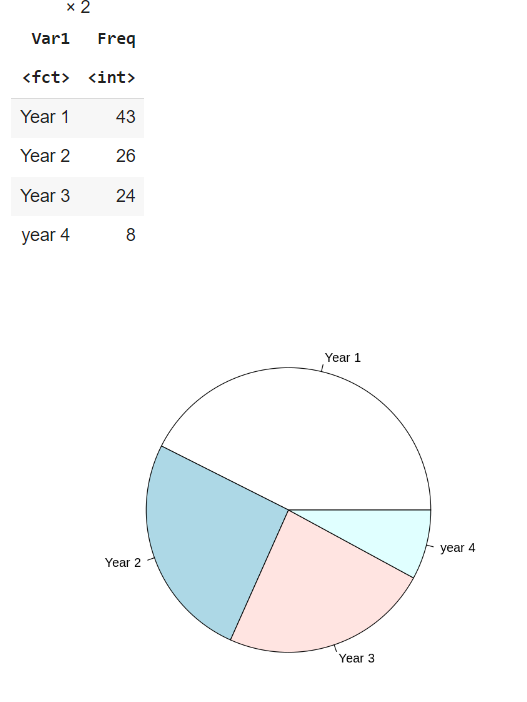 × 2
Var1 Freq
<fct> <int>
Year 1 43
Year 2 26
Year 3 24
year 4 8
Year 1
year 4
Year 2
Year 3